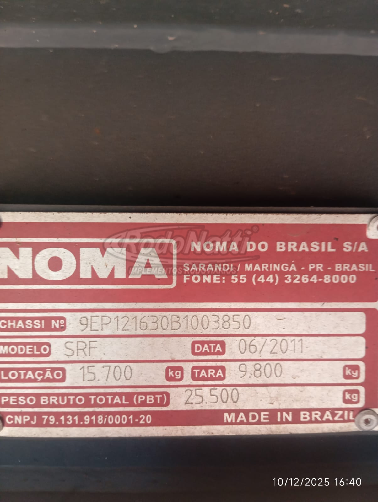 RodoNatti
NOMA
NOMA DO BRASIL S/A
SARANDI / MARINGÁ - PR - BRASIL
FONE: 55 (44) 3264-8000
CHASSI Nº 9EP121630B1003850 -
MODELO SRF DATA 06/2011
LOTAÇÃO 15.700 kg TARA 9.800 kg
PESO BRUTO TOTAL (PBT) 25.500 kg
CNPJ 79.131.918/0001-20 MADE IN BRAZIL
10/12/2025 16:40